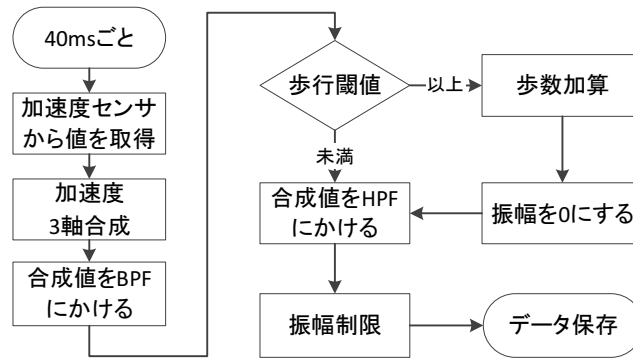 40msごと
加速度センサ
から値を取得
加速度
3軸合成
合成値をBPF
にかける
歩行閾値
以上
歩数加算
未満
合成値をHPF
にかける
振幅を0にする
振幅制限
データ保存